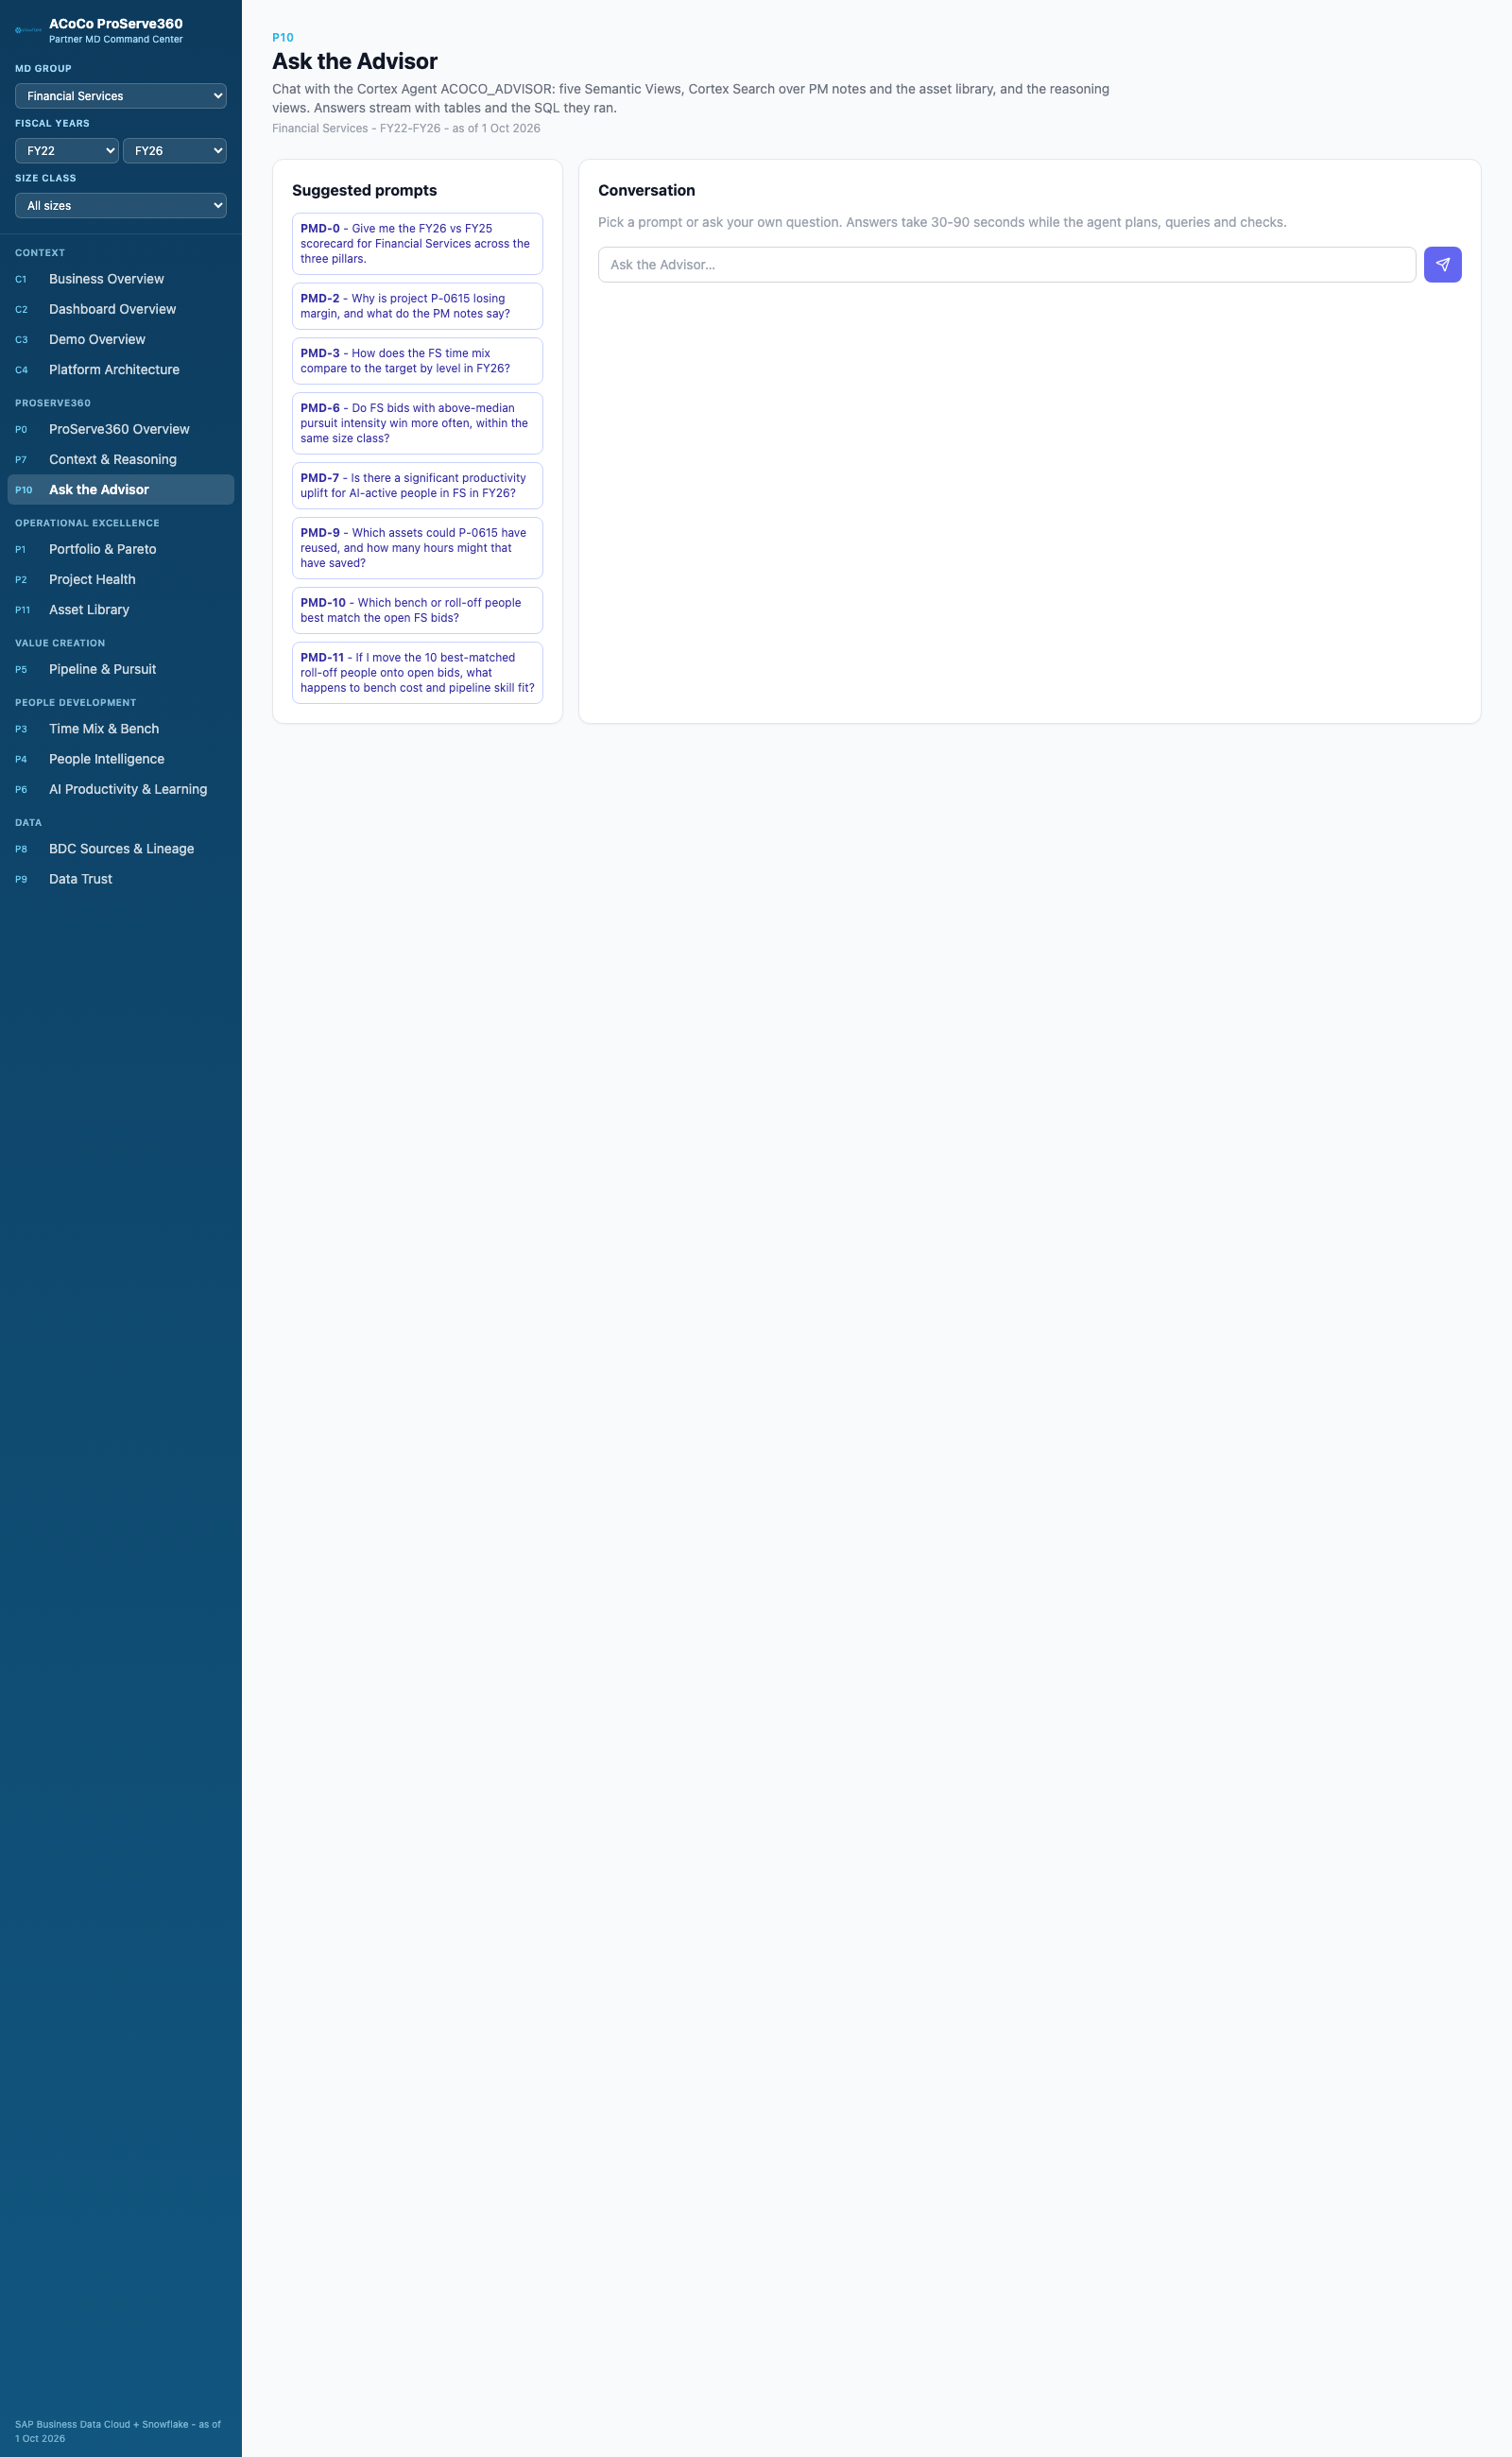 ACoCo ProServe360
Partner MD Command Center
MD GROUP
Financial Services
FISCAL YEARS
FY22
FY26
SIZE CLASS
All sizes
CONTEXT
C1 Business Overview
C2 Dashboard Overview
C3 Demo Overview
C4 Platform Architecture
PROSERVE360
P0 ProServe360 Overview
P7 Context & Reasoning
P10 Ask the Advisor
OPERATIONAL EXCELLENCE
P1 Portfolio & Pareto
P2 Project Health
P11 Asset Library
VALUE CREATION
P5 Pipeline & Pursuit
PEOPLE DEVELOPMENT
P3 Time Mix & Bench
P4 People Intelligence
P6 AI Productivity & Learning
DATA
P8 BDC Sources & Lineage
P9 Data Trust
SAP Business Data Cloud + Snowflake - as of
1 Oct 2026
P10
Ask the Advisor
Chat with the Cortex Agent ACOCO_ADVISOR: five Semantic Views, Cortex Search over PM notes and the asset library, and the reasoning
views. Answers stream with tables and the SQL they ran.
Financial Services - FY22-FY26 - as of 1 Oct 2026
Suggested prompts
PMD-0 - Give me the FY26 vs FY25
scorecard for Financial Services across the
three pillars.
PMD-2 - Why is project P-0615 losing
margin, and what do the PM notes say?
PMD-3 - How does the FS time mix
compare to the target by level in FY26?
PMD-6 - Do FS bids with above-median
pursuit intensity win more often, within the
same size class?
PMD-7 - Is there a significant productivity
uplift for AI-active people in FS in FY26?
PMD-9 - Which assets could P-0615 have
reused, and how many hours might that
have saved?
PMD-10 - Which bench or roll-off people
best match the open FS bids?
PMD-11 - If I move the 10 best-matched
roll-off people onto open bids, what
happens to bench cost and pipeline skill fit?
Conversation
Pick a prompt or ask your own question. Answers take 30-90 seconds while the agent plans, queries and checks.
Ask the Advisor...